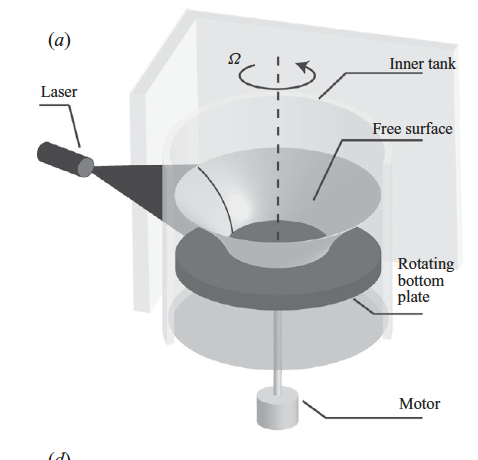 (a)
Ω
Inner tank
Laser
Free surface
Rotating
bottom
plate
Motor